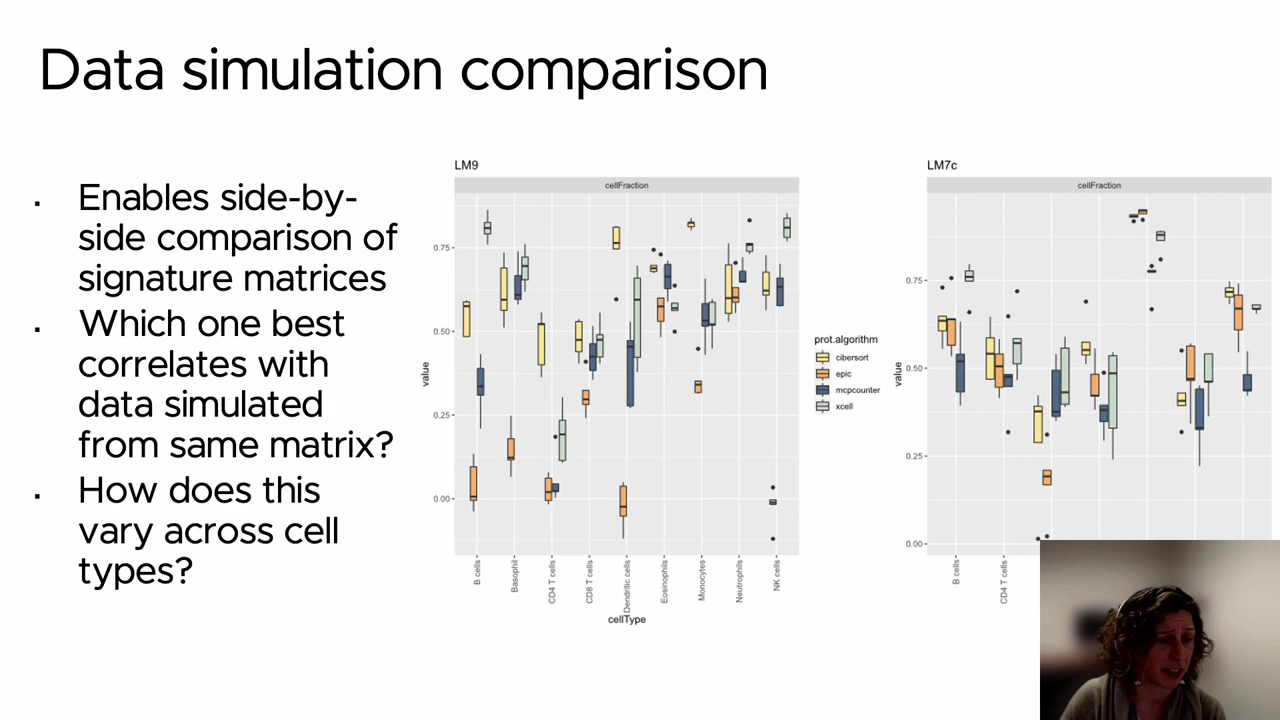 Data simulation comparison
▪ Enables side-by-
side comparison of
signature matrices
▪ Which one best
correlates with
data simulated
from same matrix?
▪ How does this
vary across cell
types?
LM9
cellFraction
value
0.75
0.50
0.25
0.00
B cells
Basophil
CD4 T cells
CD8 T cells
Dendritic cells
Eosinophils
Monocytes
Neutrophils
NK cells
cellType
prot.algorithm
cibersort
epic
mcpcounter
xcell
LM7c
cellFraction
value
0.75
0.50
0.25
0.00
B cells
CD4 T cells